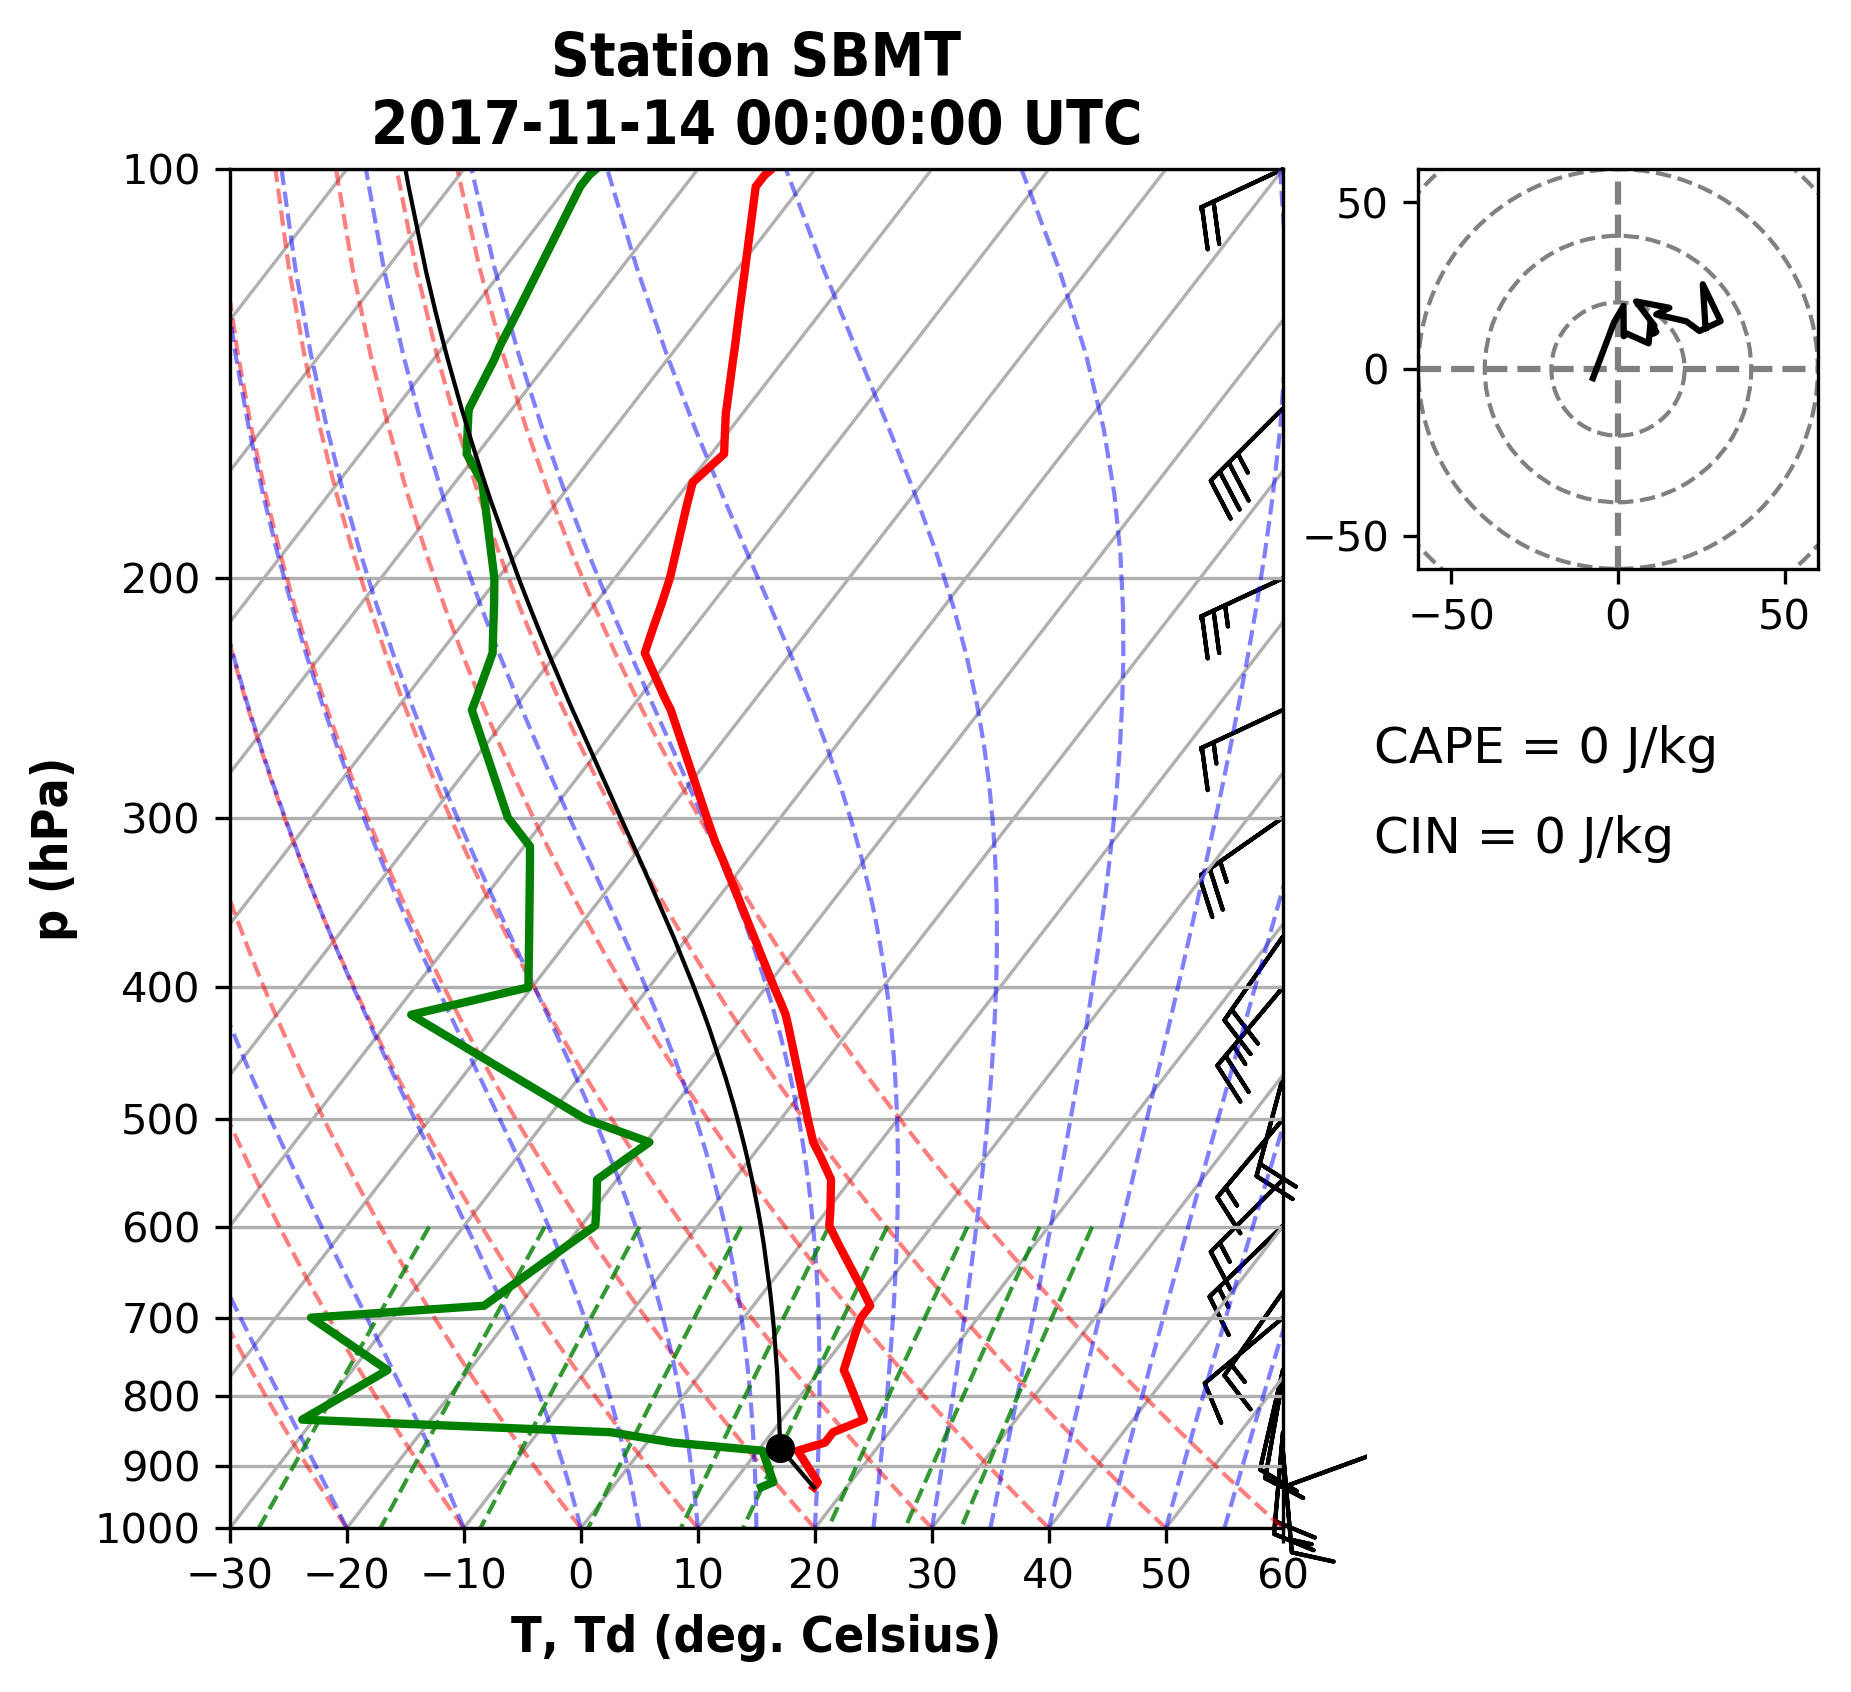 Station SBMT
2017-11-14 00:00:00 UTC
100
200
300
400
500
600
700
800
900
1000
p (hPa)
−30 −20 −10 0 10 20 30 40 50 60
T, Td (deg. Celsius)
50
0
−50
−50 0 50
CAPE = 0 J/kg
CIN = 0 J/kg